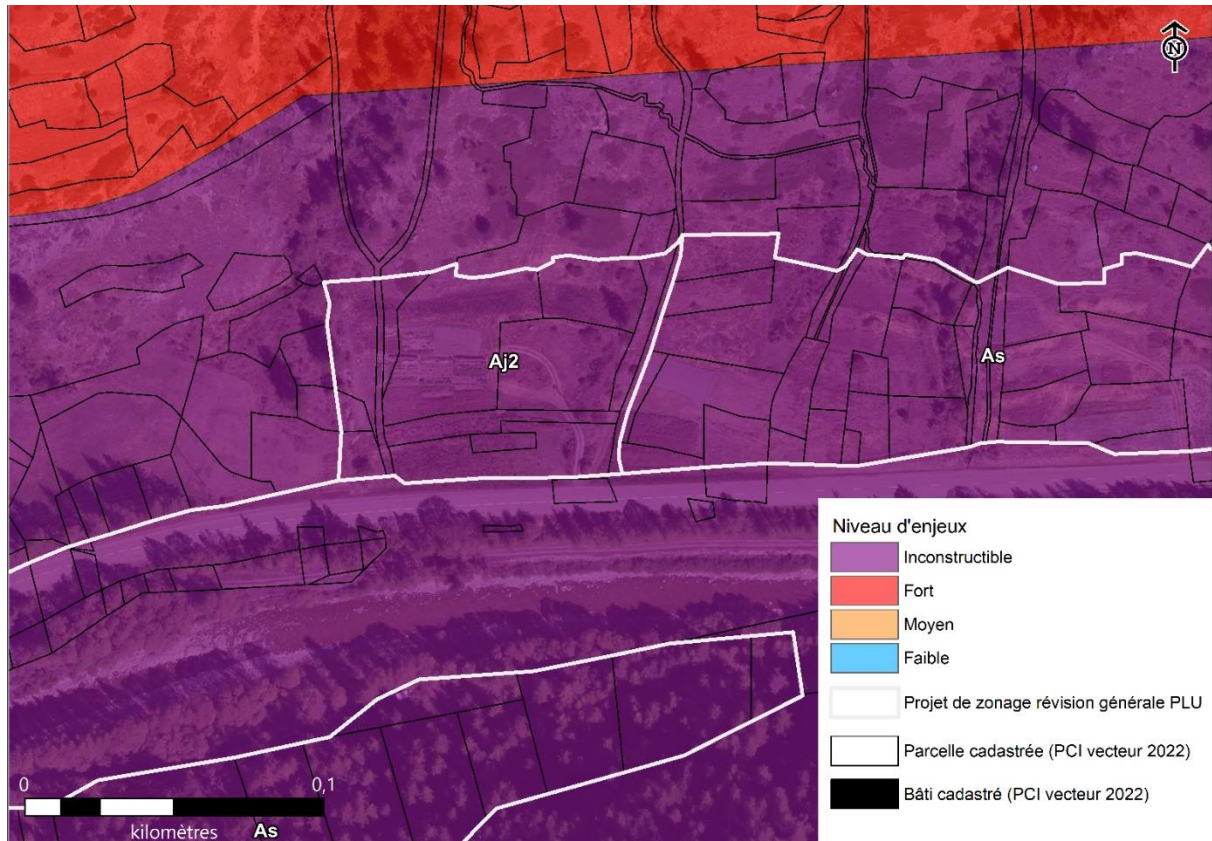 N
Aj2
As
Niveau d'enjeux
Inconstructible
Fort
Moyen
Faible
Projet de zonage révision générale PLU
Parcelle cadastrée (PCI vecteur 2022)
Bâti cadastré (PCI vecteur 2022)
0 0,1
kilomètres
As